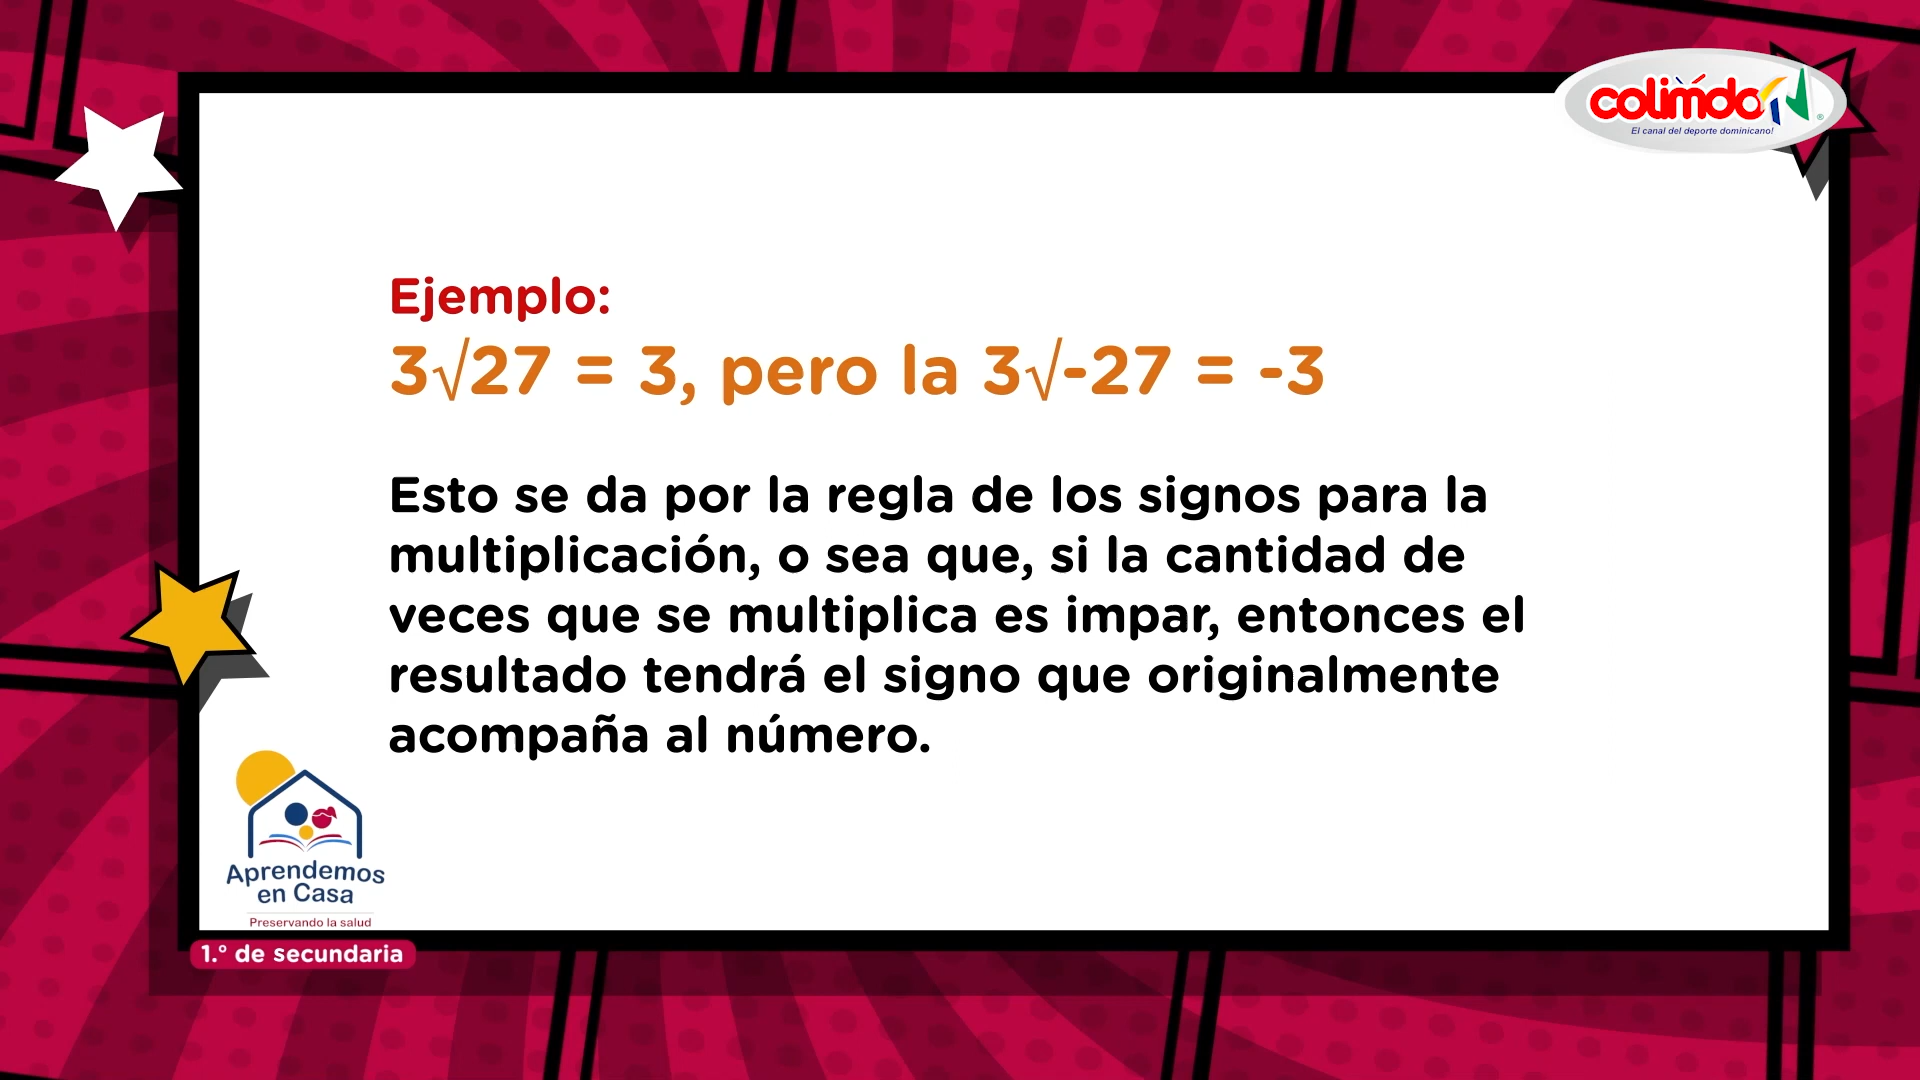 colimdo
El canal del deporte dominicano!
Ejemplo:
3√27 = 3, pero la 3√-27 = -3
Esto se da por la regla de los signos para la
multiplicación, o sea que, si la cantidad de
veces que se multiplica es impar, entonces el
resultado tendrá el signo que originalmente
acompaña al número.
Aprendemos
en Casa
Preservando la salud
1.° de secundaria